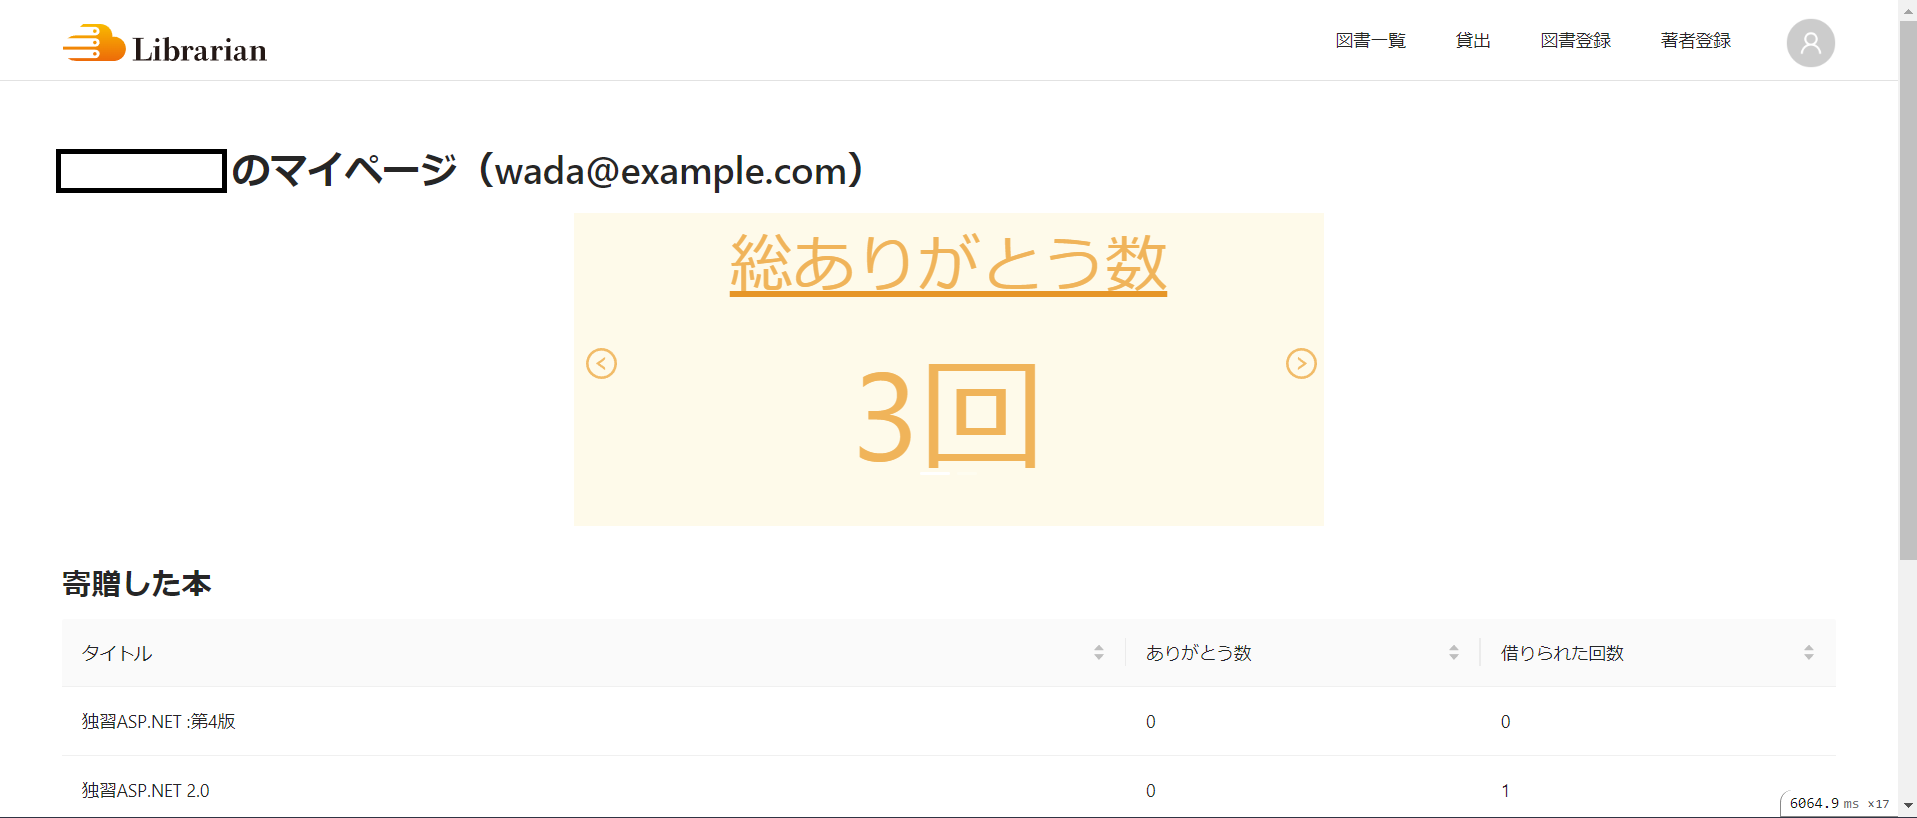 Librarian
図書一覧 貸出 図書登録 著者登録
のマイページ（wada@example.com）
総ありがとう数
3回
寄贈した本
タイトル ありがとう数 借りられた回数
独習ASP.NET :第4版 0 0
独習ASP.NET 2.0 0 1
6064.9 ms ×17